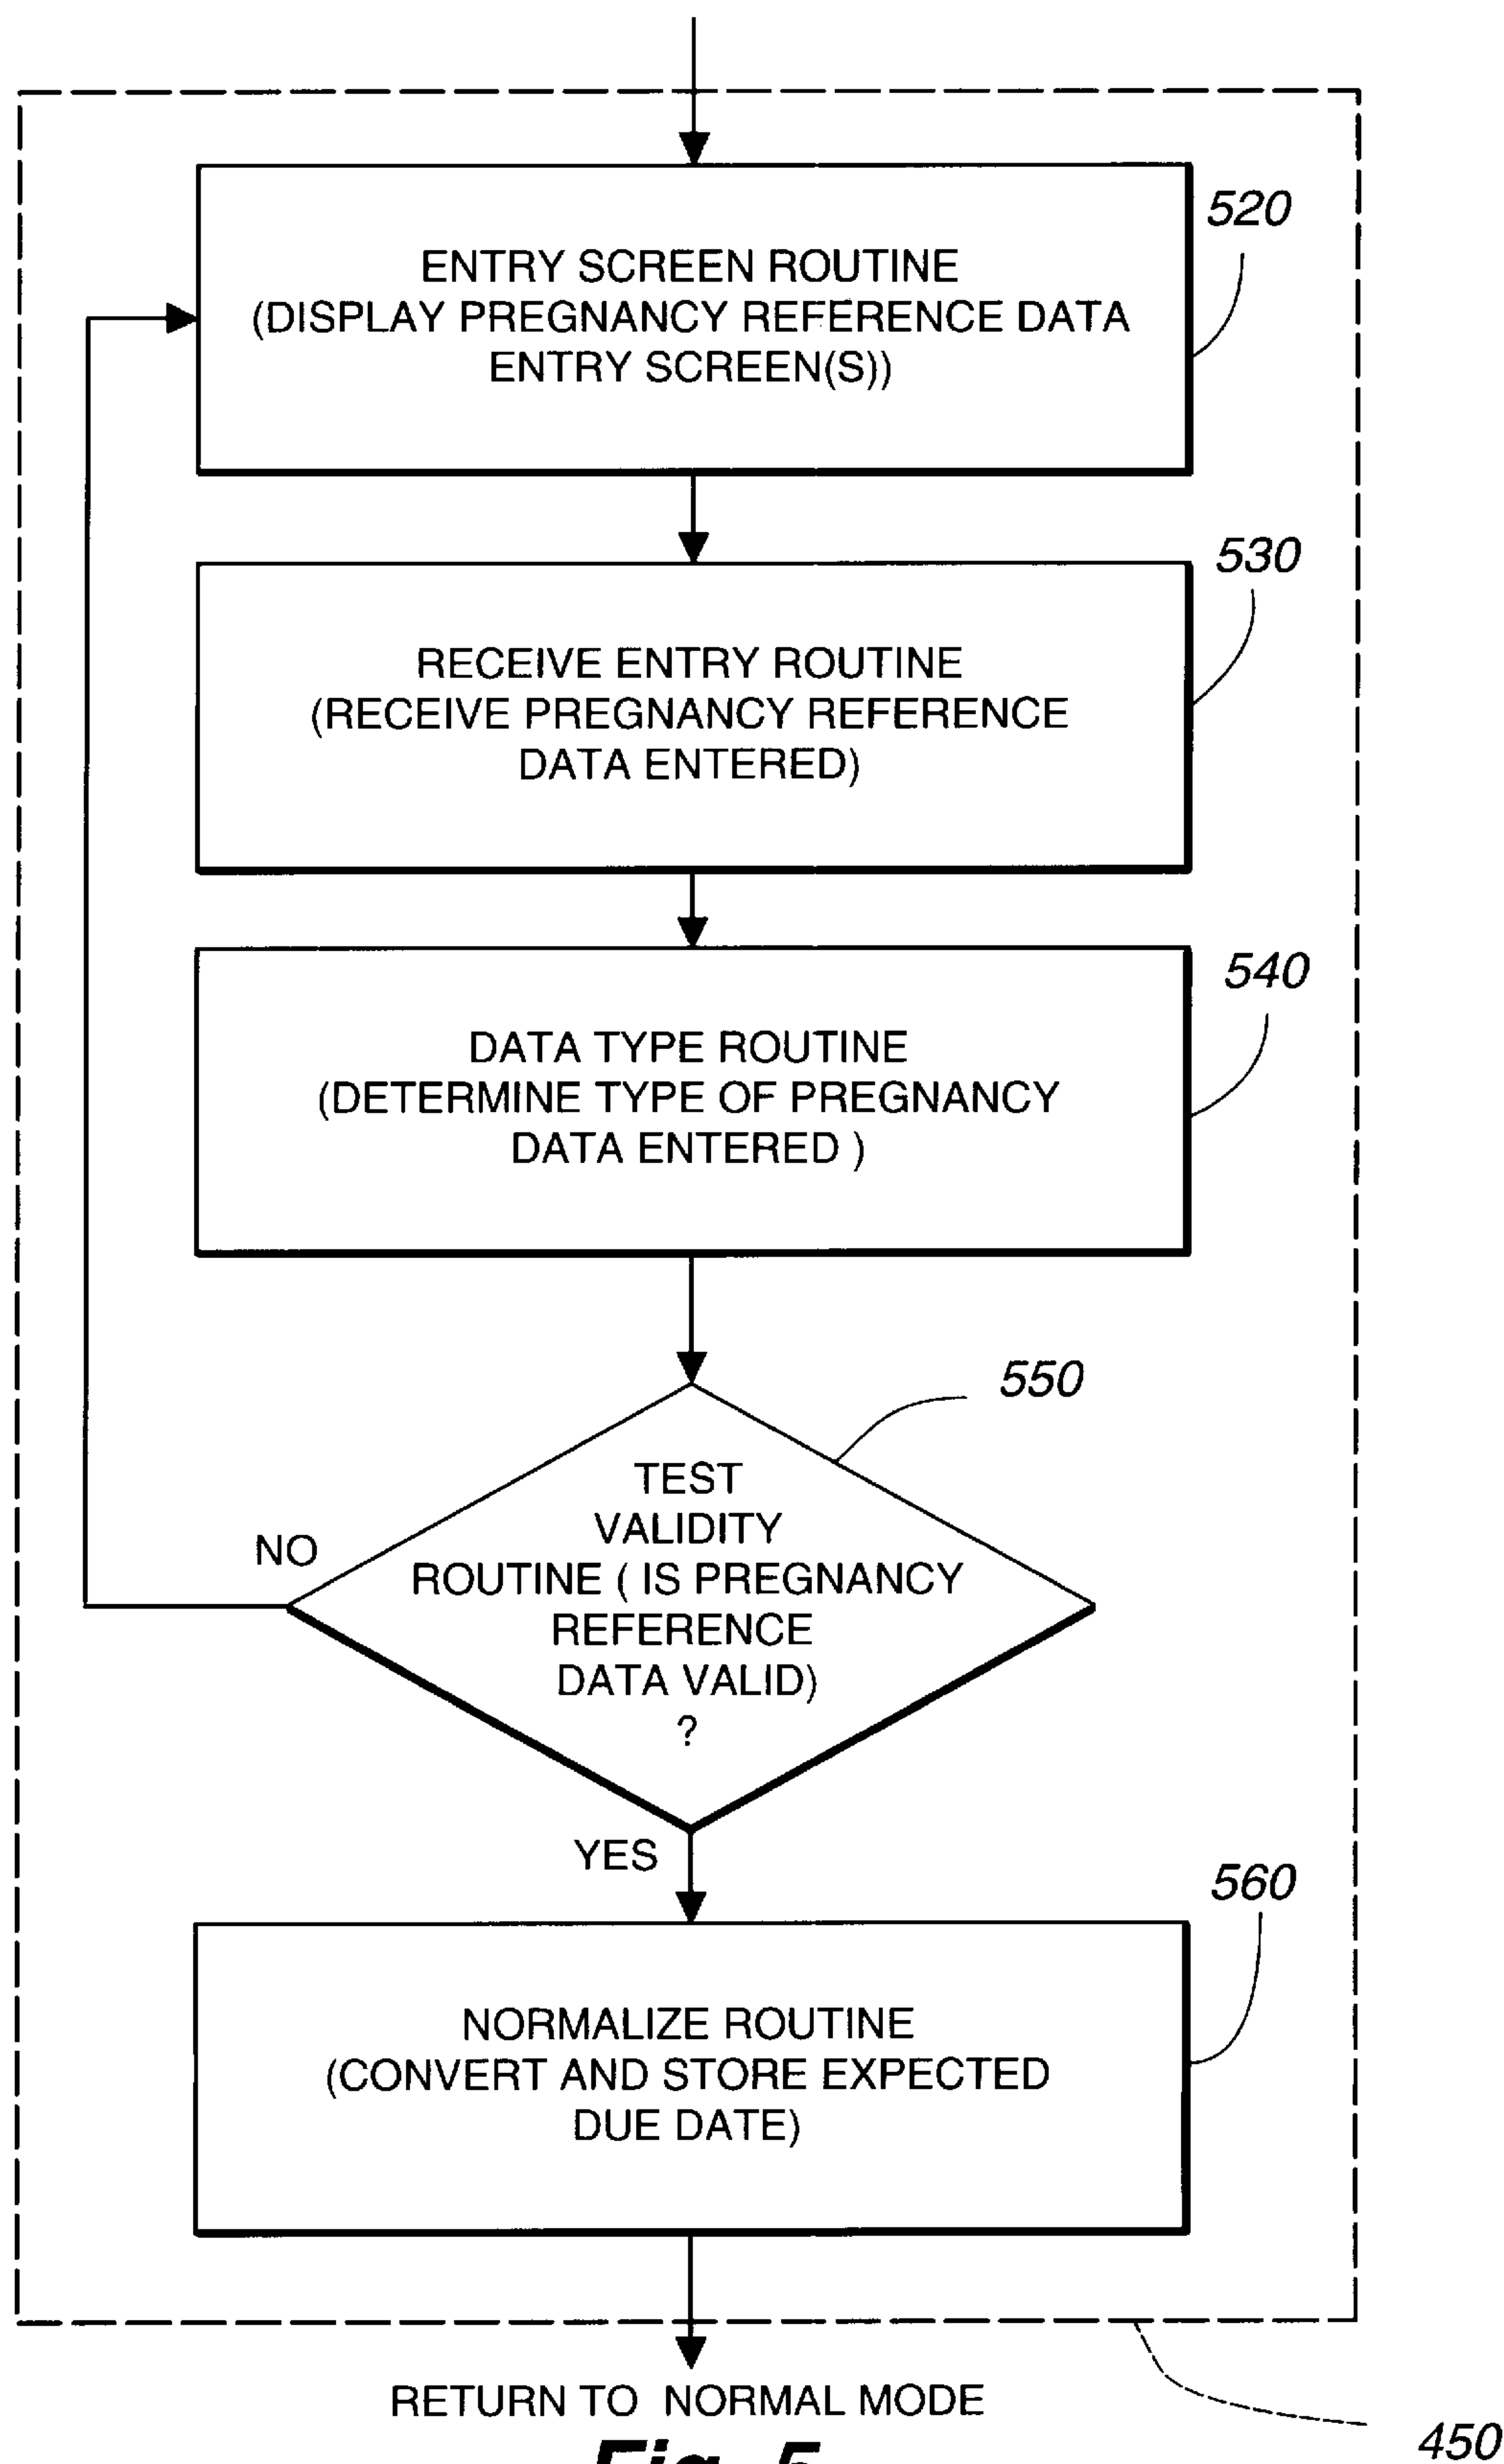 520
ENTRY SCREEN ROUTINE
(DISPLAY PREGNANCY REFERENCE DATA
ENTRY SCREEN(S))
530
RECEIVE ENTRY ROUTINE
(RECEIVE PREGNANCY REFERENCE
DATA ENTERED)
540
DATA TYPE ROUTINE
(DETERMINE TYPE OF PREGNANCY
DATA ENTERED )
550
TEST
VALIDITY
ROUTINE ( IS PREGNANCY
REFERENCE
DATA VALID)
?
NO
YES
560
NORMALIZE ROUTINE
(CONVERT AND STORE EXPECTED
DUE DATE)
RETURN TO NORMAL MODE
450
Fig. 5